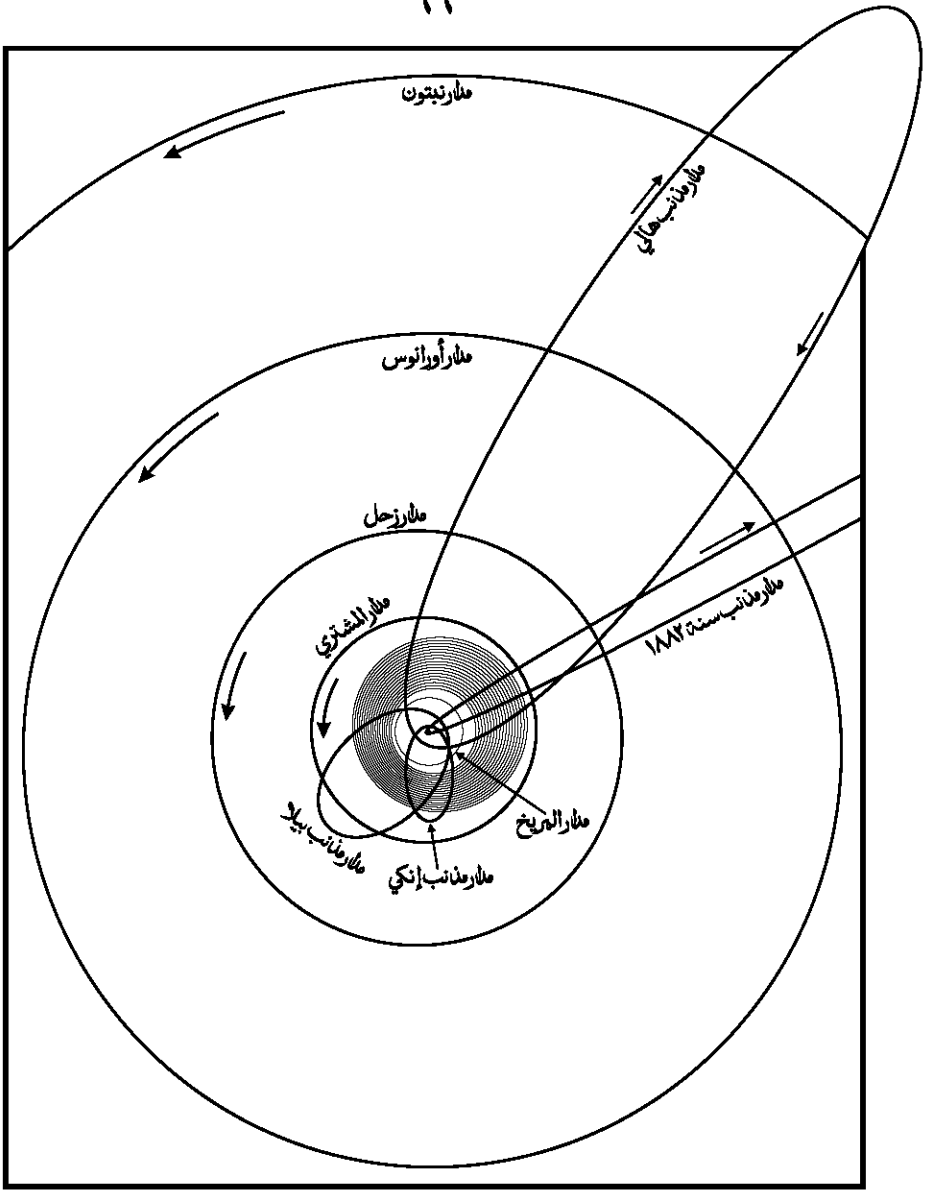 مدار نبتون
مدار مذنب هالي
مدار أورانوس
مدار زحل
مدار المشتري
مدار مذنب سنة ١٨٨٢
مدار المريخ
مدار مذنب بيلا
مدار مذنب إنكي